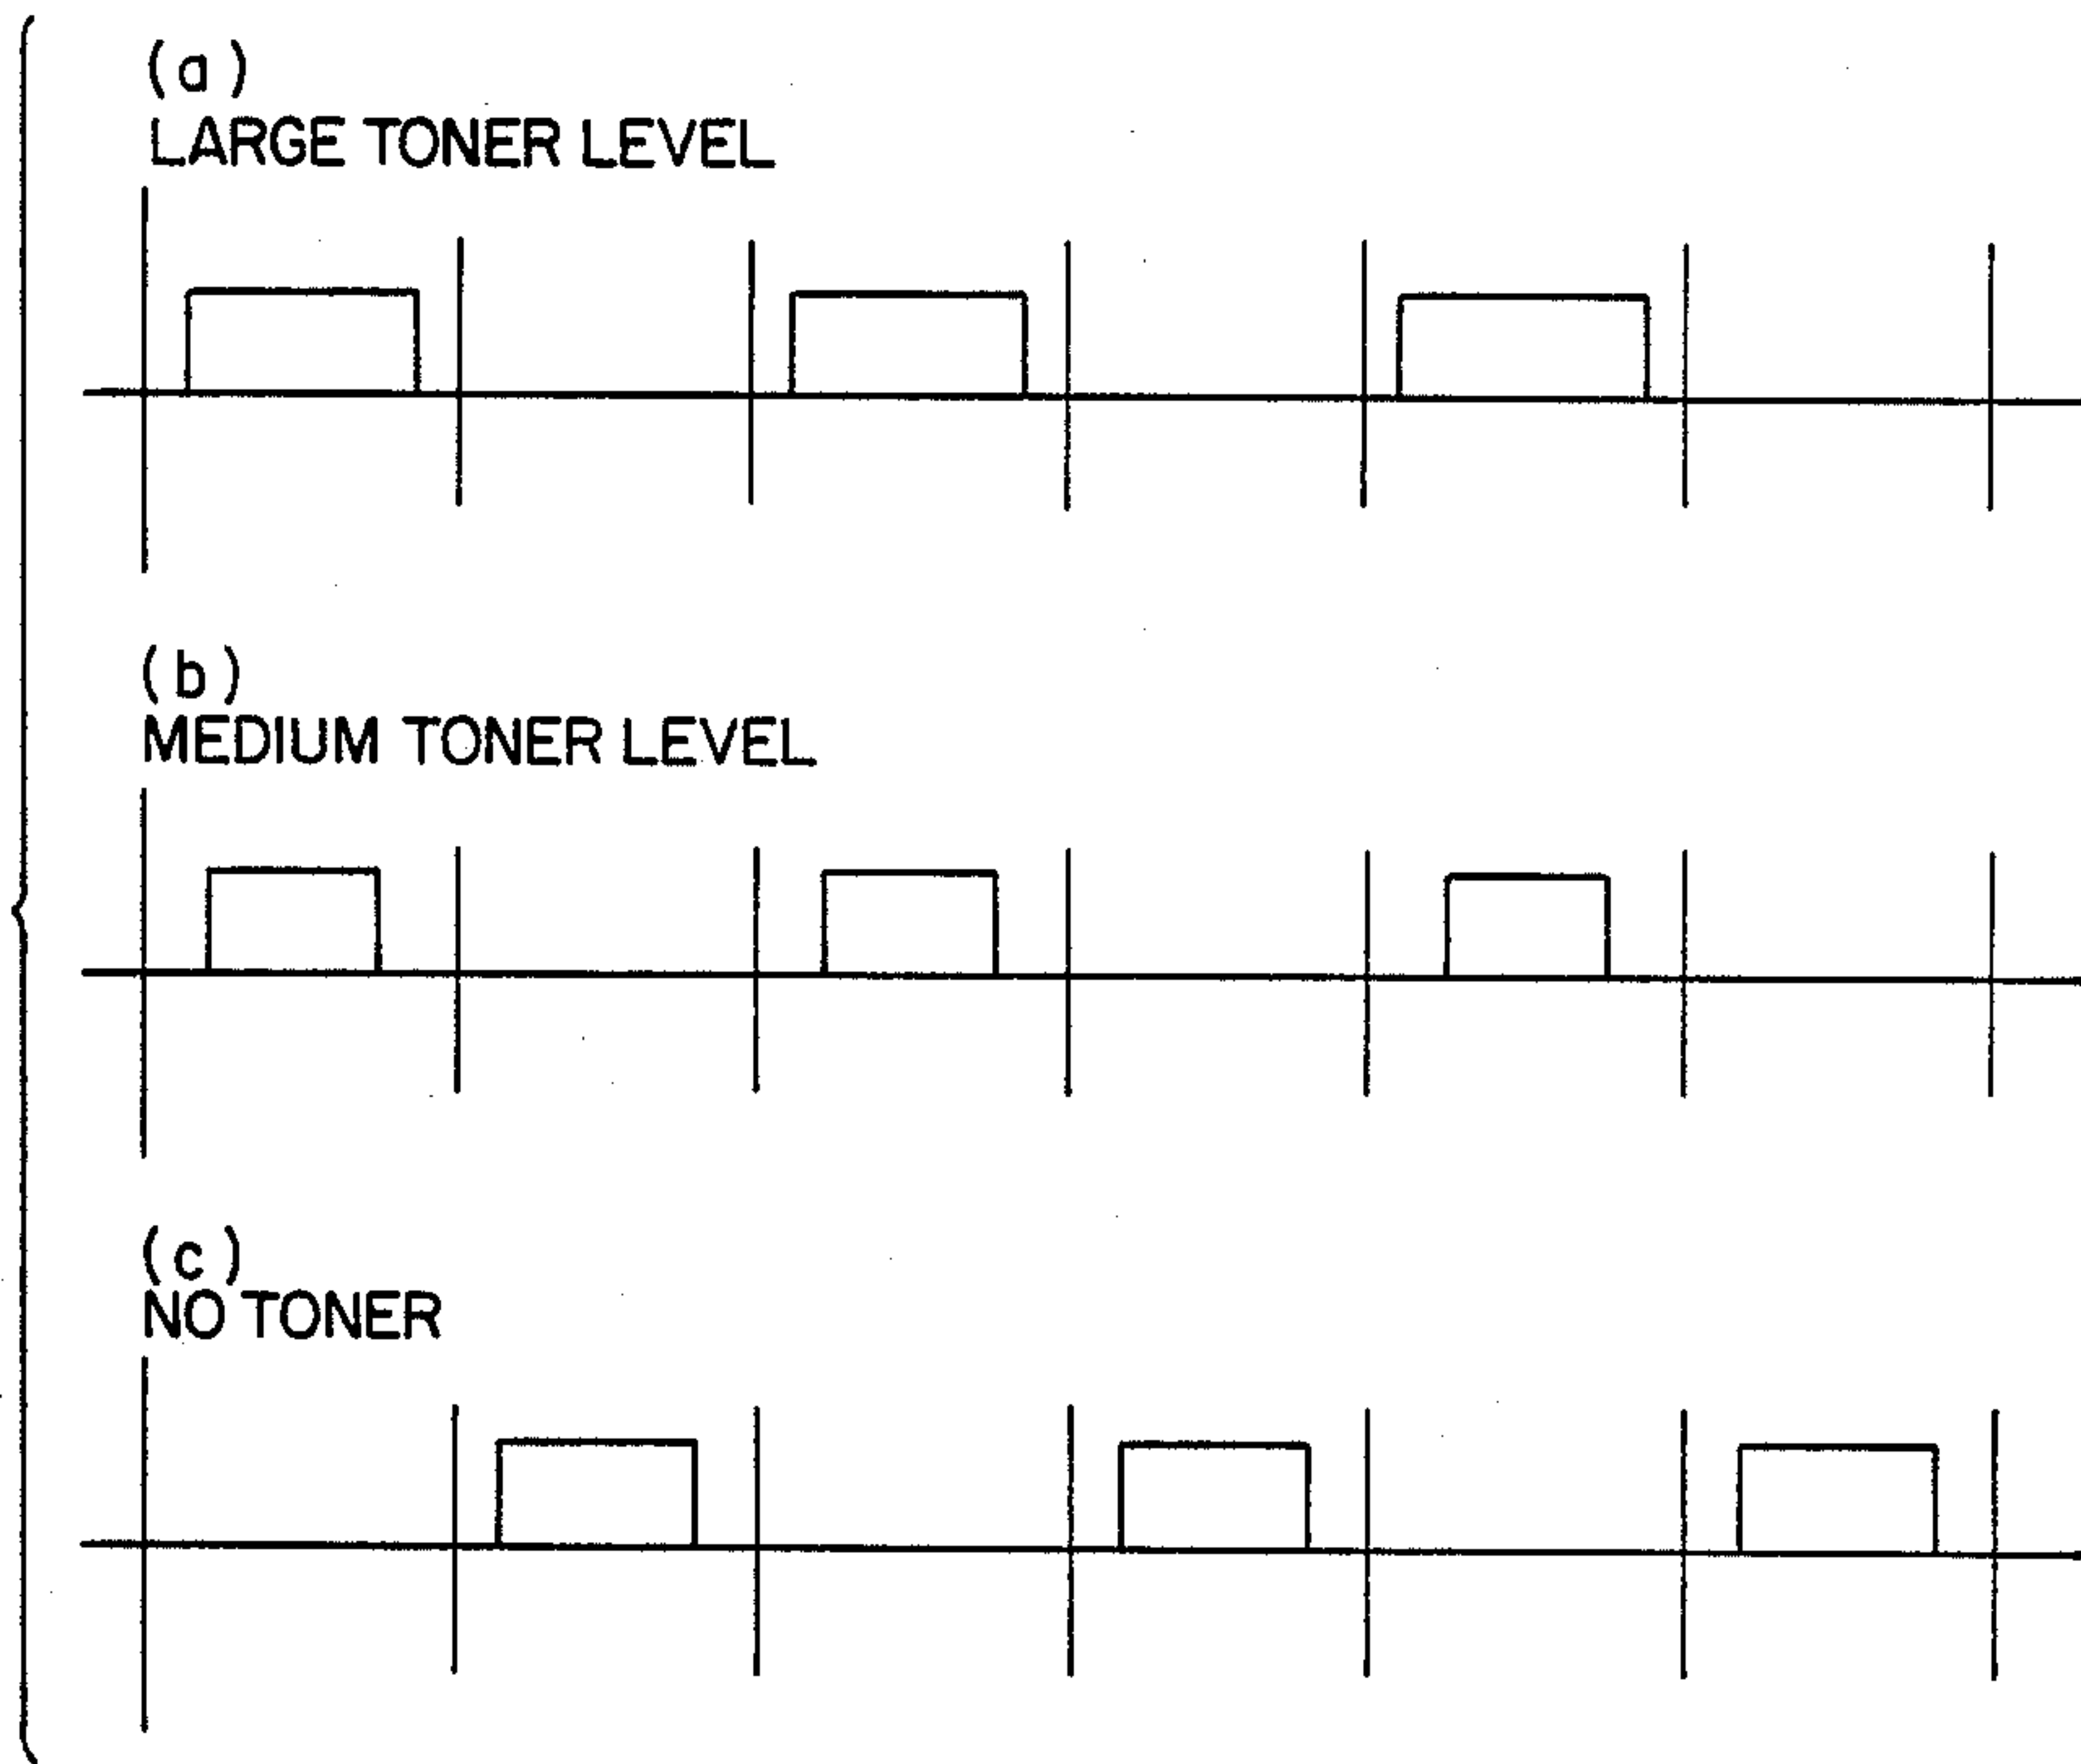 (a)
LARGE TONER LEVEL
(b)
MEDIUM TONER LEVEL
(c)
NO TONER